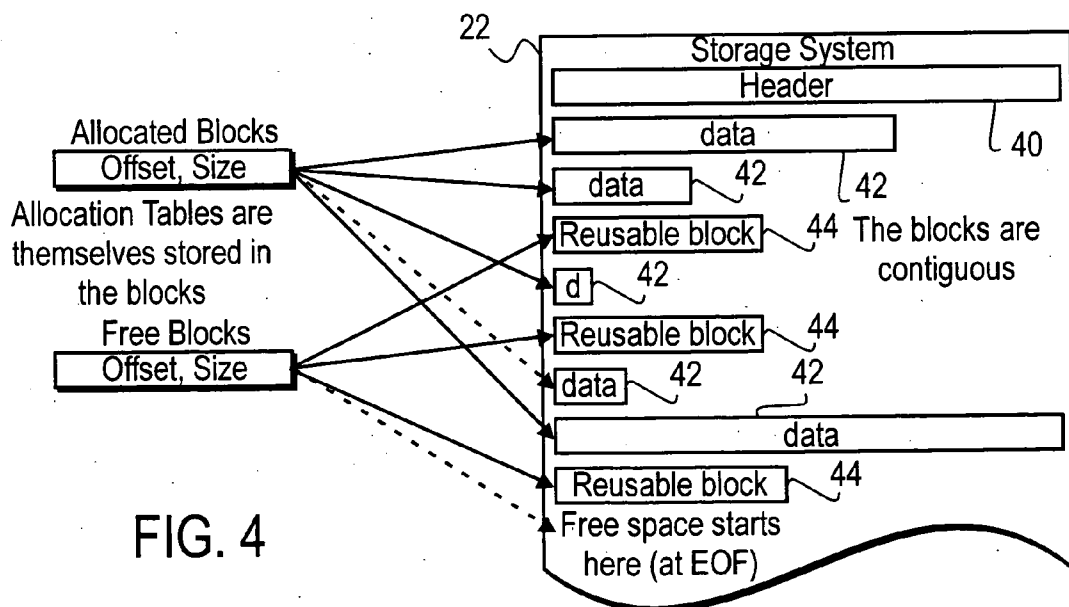 22
Storage System
Header
40
Allocated Blocks
Offset, Size
data
42
data
42
Allocation Tables are
themselves stored in
the blocks
Reusable block
44
The blocks are
contiguous
d
42
Free Blocks
Offset, Size
Reusable block
44
data
42
42
data
Reusable block
44
Free space starts
here (at EOF)
FIG. 4